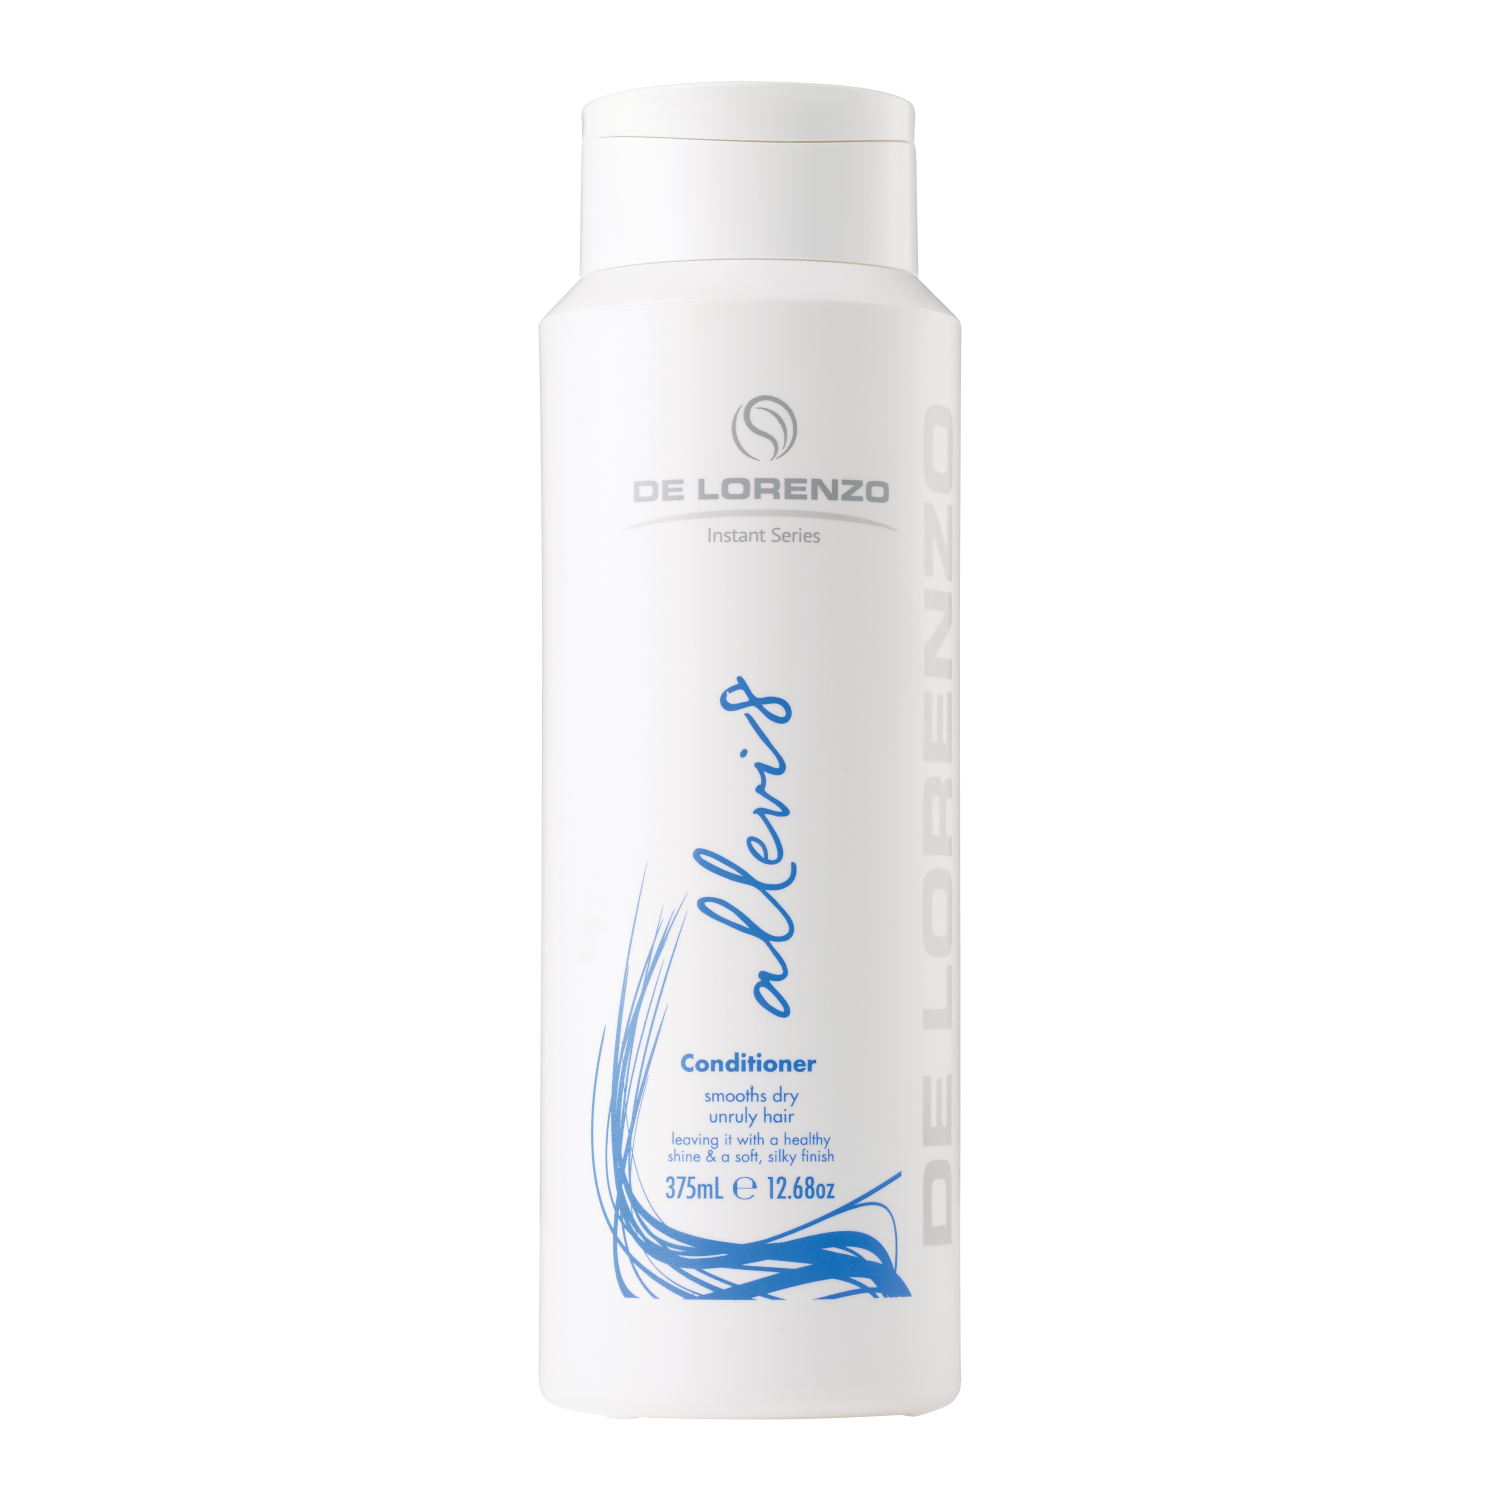 DE LORENZO
Instant Series
allevi8
Conditioner
smooths dry
unruly hair
leaving it with a healthy
shine & a soft, silky finish
375mL ℮ 12.68oz
DE LORENZO